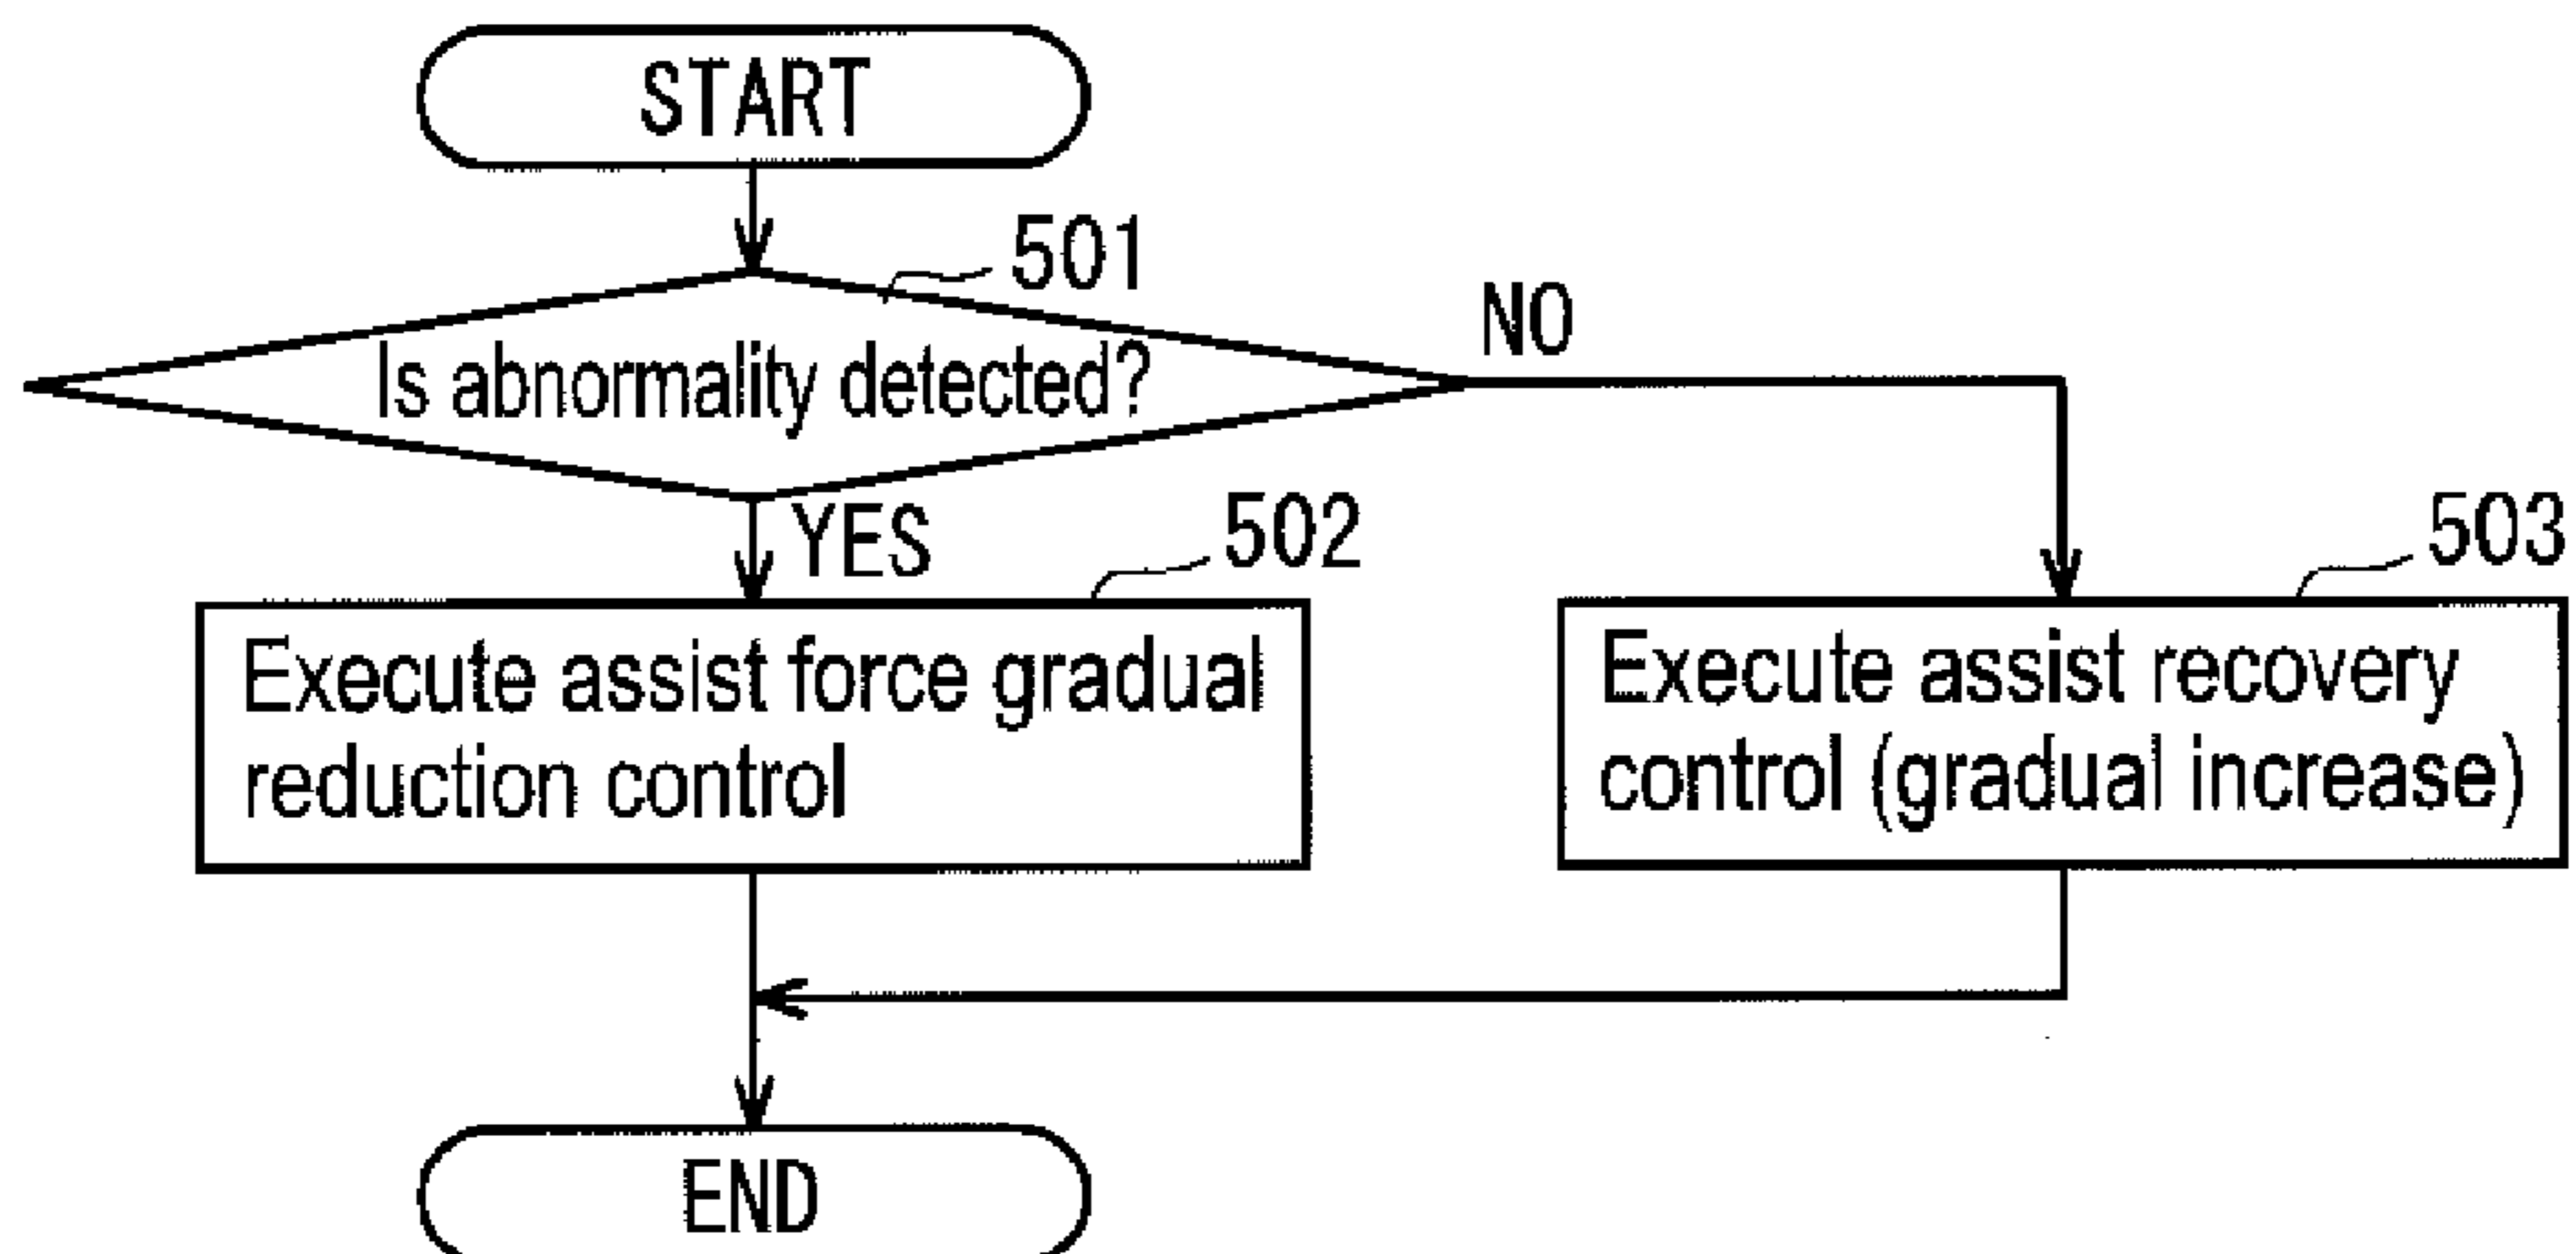 START
501
Is abnormality detected?
NO
YES
502
503
Execute assist force gradual
reduction control
Execute assist recovery
control (gradual increase)
END